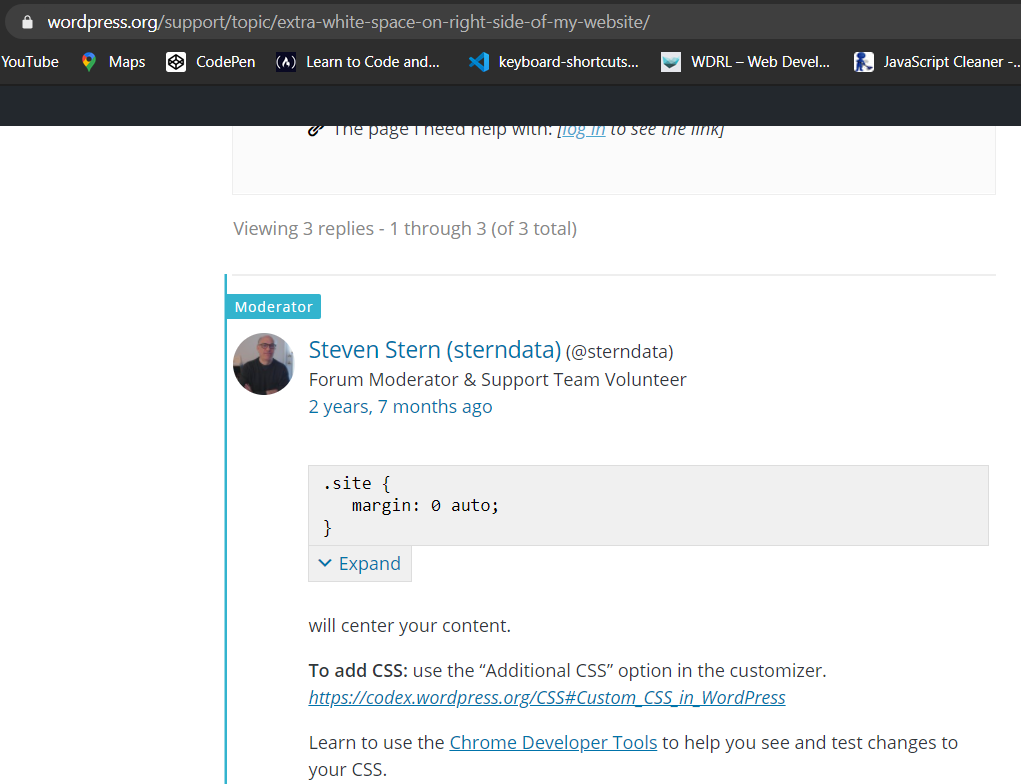 wordpress.org/support/topic/extra-white-space-on-right-side-of-my-website/
YouTube Maps CodePen Learn to Code and... keyboard-shortcuts... WDRL – Web Devel... JavaScript Cleaner -...
The page I need help with: [log in to see the link]
Viewing 3 replies - 1 through 3 (of 3 total)
Moderator
Steven Stern (sterndata) (@sterndata)
Forum Moderator & Support Team Volunteer
2 years, 7 months ago
.site {
margin: 0 auto;
}
Expand
will center your content.
To add CSS: use the “Additional CSS” option in the customizer.
https://codex.wordpress.org/CSS#Custom_CSS_in_WordPress
Learn to use the Chrome Developer Tools to help you see and test changes to
your CSS.